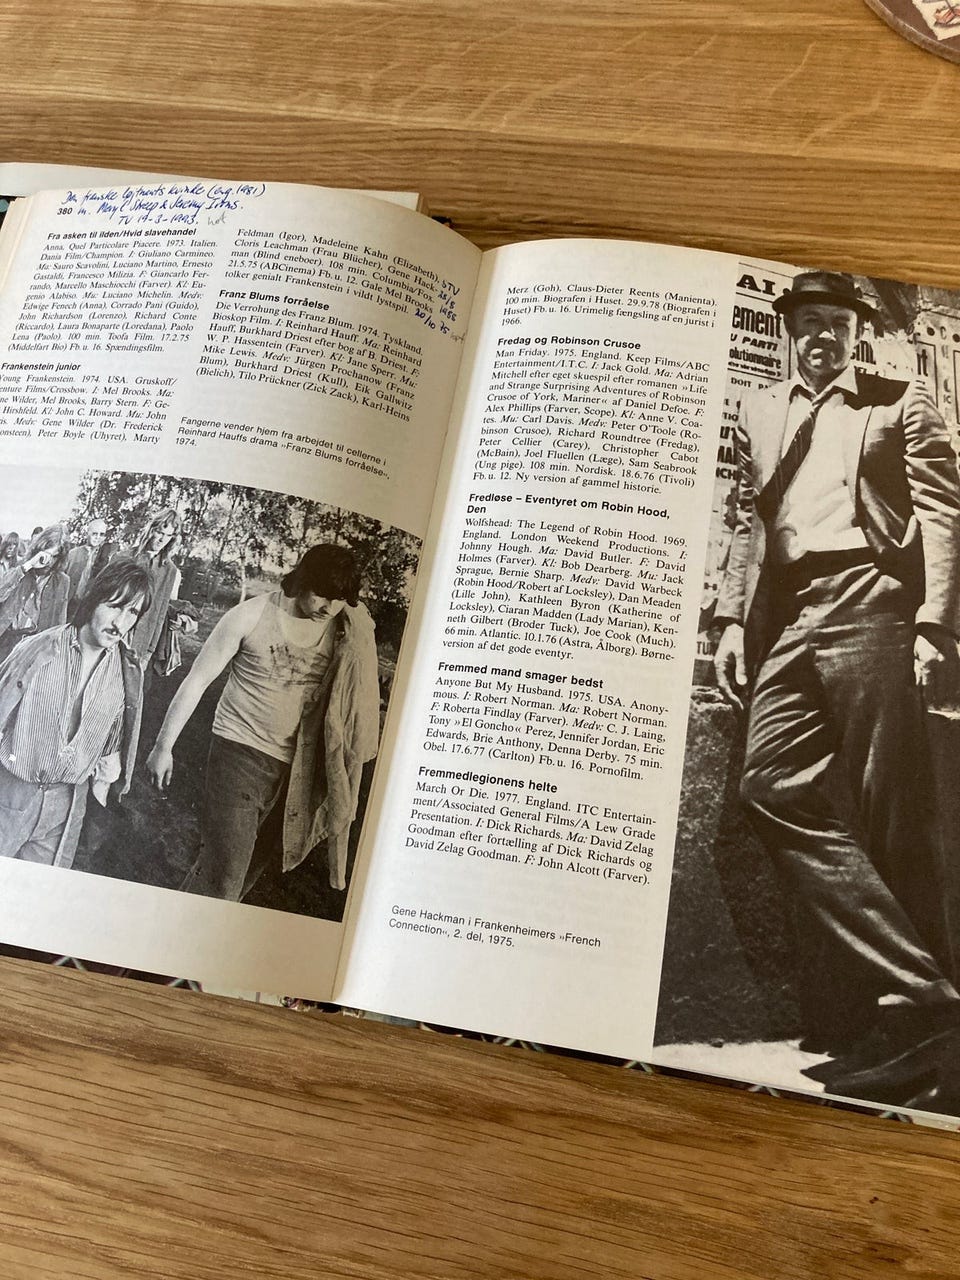 Den franske løjtnants kvinde (eng. 1981)
380 m. Meryl Streep & Jeremy Irons.
TV 19-3-1993.
Fra asken til ilden/Hvid slavehandel
Anna, Quel Particolare Piacere. 1973. Italien.
Dania Film/Champion. I: Giuliano Carmineo.
Ma: Sauro Scavolini, Luciano Martino, Ernesto
Gastaldi, Francesco Milizia. F: Giancarlo Fer-
rando, Marcello Maschiocchi (Farver). Kl: Eu-
genio Alabiso. Mu: Luciano Michelin. Medv:
Edwige Fenech (Anna), Corrado Pani (Guido),
John Richardson (Lorenzo), Richard Conte
(Riccardo), Laura Bonaparte (Loredana), Paolo
Lena (Paolo). 100 min. Toofa Film. 17.2.75
(Middelfart Bio) Fb. u. 16. Spændingsfilm.
Frankenstein junior
Young Frankenstein. 1974. USA. Gruskoff/
enture Films/Crossbow. I: Mel Brooks. Ma:
ne Wilder, Mel Brooks, Barry Stern. F: Ge-
Hirshfeld. Kl: John C. Howard. Mu: John
is. Medv: Gene Wilder (Dr. Frederick
onstein), Peter Boyle (Uhyret), Marty
Feldman (Igor), Madeleine Kahn (Elizabeth),
Cloris Leachman (Frau Blücher), Gene Hack-
man (Blind eneboer). 108 min. Columbia/Fox.
21.5.75 (ABCinema) Fb. u. 12. Gale Mel Brooks
tolker genialt Frankenstein i vildt lystspil.
Franz Blums forråelse
Die Verrohung des Franz Blum. 1974. Tyskland.
Bioskop Film. I: Reinhard Hauff. Ma: Reinhard
Hauff, Burkhard Driest efter bog af B. Driest. F:
W. P. Hassenstein (Farver). Kl: Jane Sperr. Mu:
Mike Lewis. Medv: Jürgen Prochanow (Franz
Blum), Burkhard Driest (Kull), Eik Gallwitz
(Bielich), Tilo Prückner (Zick Zack), Karl-Heins
Fangerne vender hjem fra arbejdet til cellerne i
Reinhard Hauffs drama »Franz Blums forråelse«,
1974.
Merz (Goh). Claus-Dieter Reents (Manienta).
100 min. Biografen i Huset. 29.9.78 (Biografen i
Huset) Fb. u. 16. Urimelig fængsling af en jurist i
1966.
Fredag og Robinson Crusoe
Man Friday. 1975. England. Keep Films/ABC
Entertainment/I.T.C. I: Jack Gold. Ma: Adrian
Mitchell efter eget skuespil efter romanen »Life
and Strange Surprising Adventures of Robinson
Crusoe of York, Mariner« af Daniel Defoe. F:
Alex Phillips (Farver, Scope). Kl: Anne V. Coa-
tes. Mu: Carl Davis. Medv: Peter O'Toole (Ro-
binson Crusoe), Richard Roundtree (Fredag),
Peter Cellier (Carey), Christopher Cabot
(McBain), Joel Fluellen (Læge), Sam Seabrook
(Ung pige). 108 min. Nordisk. 18.6.76 (Tivoli)
Fb. u. 12. Ny version af gammel historie.
Fredløse – Eventyret om Robin Hood,
Den
Wolfshead: The Legend of Robin Hood. 1969.
England. London Weekend Productions. I:
Johnny Hough. Ma: David Butler. F: David
Holmes (Farver). Kl: Bob Dearberg. Mu: Jack
Sprague, Bernie Sharp. Medv: David Warbeck
(Robin Hood/Robert af Locksley), Dan Meaden
(Lille John), Kathleen Byron (Katherine of
Locksley), Ciaran Madden (Lady Marian), Ken-
neth Gilbert (Broder Tuck), Joe Cook (Much).
66 min. Atlantic. 10.1.76 (Astra, Ålborg). Børne-
version af det gode eventyr.
Fremmed mand smager bedst
Anyone But My Husband. 1975. USA. Anony-
mous. I: Robert Norman. Ma: Robert Norman.
F: Roberta Findlay (Farver). Medv: C. J. Laing,
Tony »El Goncho« Perez, Jennifer Jordan, Eric
Edwards, Brie Anthony, Denna Derby. 75 min.
Obel. 17.6.77 (Carlton) Fb. u. 16. Pornofilm.
Fremmedlegionens helte
March Or Die. 1977. England. ITC Entertain-
ment/Associated General Films/A Lew Grade
Presentation. I: Dick Richards. Ma: David Zelag
Goodman efter fortælling af Dick Richards og
David Zelag Goodman. F: John Alcott (Farver).
Gene Hackman i Frankenheimers »French
Connection«, 2. del, 1975.
AI
ement
U PARTI
olutionnaire
DOIT